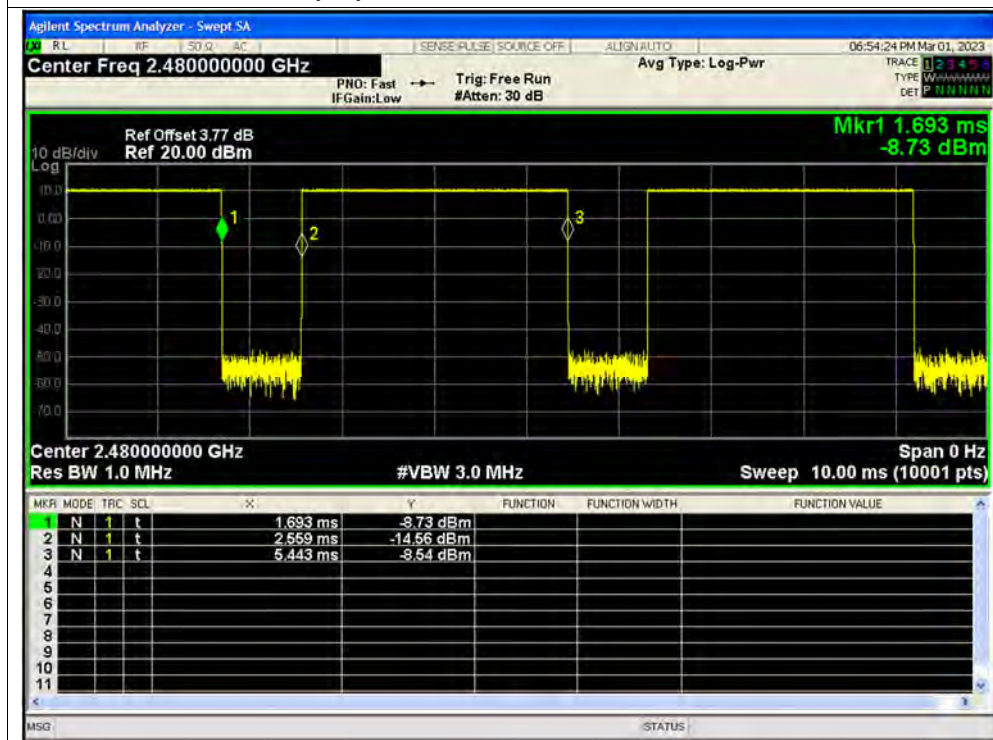 Agilent Spectrum Analyzer - Swept SA
LXI RL RF 50 Ω AC SENSE:PULSE SOURCE OFF ALIGN AUTO 06:54:24 PM Mar 01, 2023
Center Freq 2.480000000 GHz
PNO: Fast
IFGain:Low
Trig: Free Run
#Atten: 30 dB
Avg Type: Log-Pwr
TRACE 1 2 3 4 5 6
TYPE W
DET P N N N N N
Mkr1 1.693 ms
-8.73 dBm
Ref Offset 3.77 dB
10 dB/div Ref 20.00 dBm
Log
10.0
0.00
-10.0
-20.0
-30.0
-40.0
-50.0
-60.0
-70.0
1
2
3
Center 2.480000000 GHz Span 0 Hz
Res BW 1.0 MHz #VBW 3.0 MHz Sweep 10.00 ms (10001 pts)
MKR MODE TRC SCL X Y FUNCTION FUNCTION WIDTH FUNCTION VALUE
1 N 1 t 1.693 ms -8.73 dBm
2 N 1 t 2.559 ms -14.56 dBm
3 N 1 t 5.443 ms -8.54 dBm
4
5
6
7
8
9
10
11
MSG STATUS